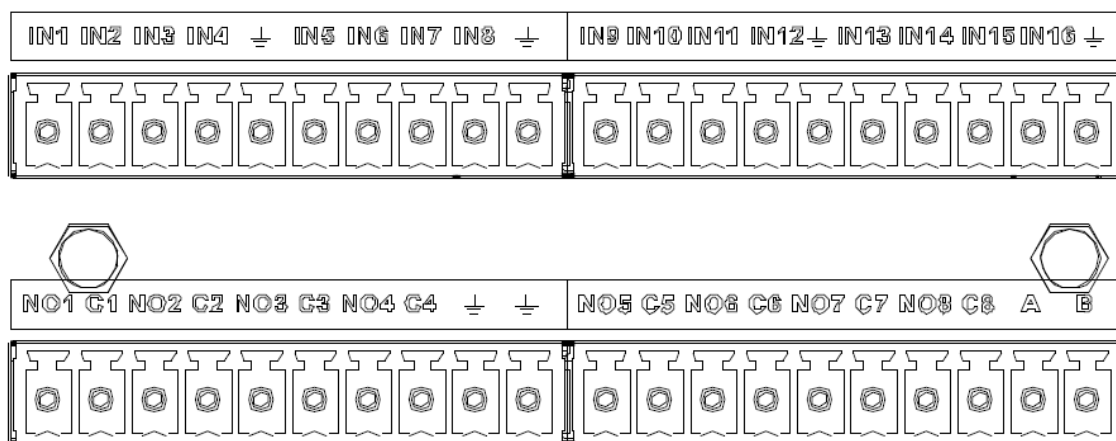 IN1 IN2 IN3 IN4 ⏚ IN5 IN6 IN7 IN8 ⏚ IN9 IN10 IN11 IN12 ⏚ IN13 IN14 IN15 IN16 ⏚
NO1 C1 NO2 C2 NO3 C3 NO4 C4 ⏚ ⏚ NO5 C5 NO6 C6 NO7 C7 NO8 C8 A B